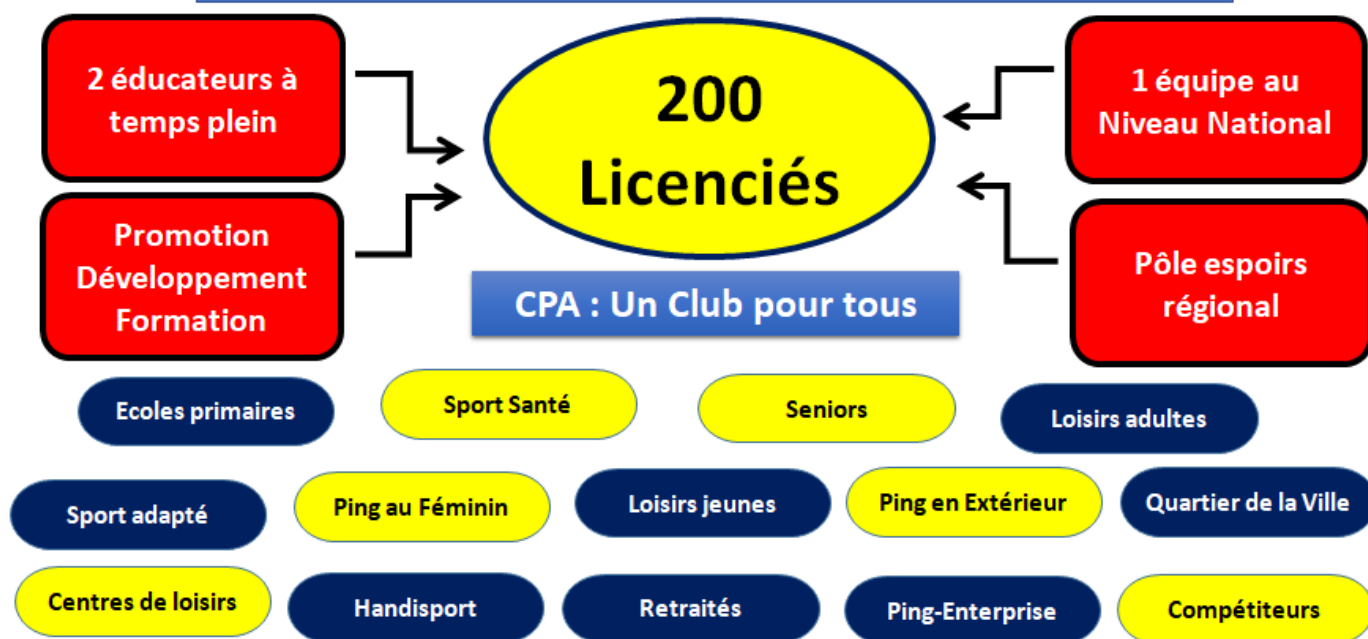 2 éducateurs à
temps plein
200
Licenciés
1 équipe au
Niveau National
Promotion
Développement
Formation
Pôle espoirs
régional
CPA : Un Club pour tous
Ecoles primaires
Sport Santé
Seniors
Loisirs adultes
Sport adapté
Ping au Féminin
Loisirs jeunes
Ping en Extérieur
Quartier de la Ville
Centres de loisirs
Handisport
Retraités
Ping-Enterprise
Compétiteurs